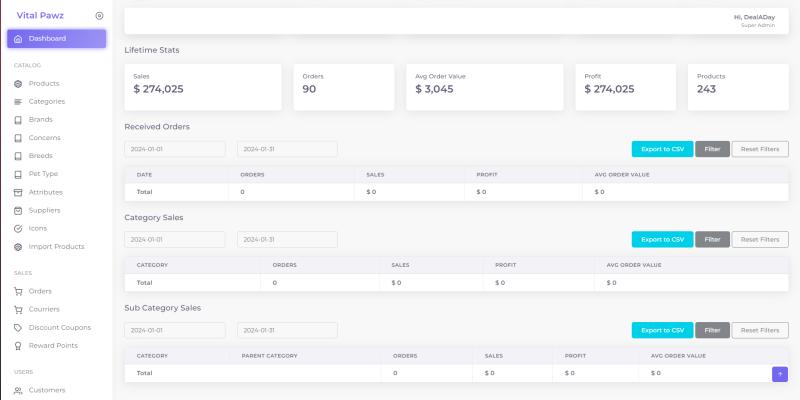 Vital Pawz
Dashboard
CATALOG
Products
Categories
Brands
Concerns
Breeds
Pet Type
Attributes
Suppliers
Icons
Import Products
SALES
Orders
Courriers
Discount Coupons
Reward Points
USERS
Customers
Hi, DealADay
Super Admin
Lifetime Stats
Sales Orders Avg Order Value Profit Products
$ 274,025 90 $ 3,045 $ 274,025 243
Received Orders
2024-01-01 2024-01-31 Export to CSV Filter Reset Filters
DATE ORDERS SALES PROFIT AVG ORDER VALUE
Total 0 $ 0 $ 0 $ 0
Category Sales
2024-01-01 2024-01-31 Export to CSV Filter Reset Filters
CATEGORY ORDERS SALES PROFIT AVG ORDER VALUE
Total 0 $ 0 $ 0 $ 0
Sub Category Sales
2024-01-01 2024-01-31 Export to CSV Filter Reset Filters
CATEGORY PARENT CATEGORY ORDERS SALES PROFIT AVG ORDER VALUE
Total 0 $ 0 $ 0 $ 0